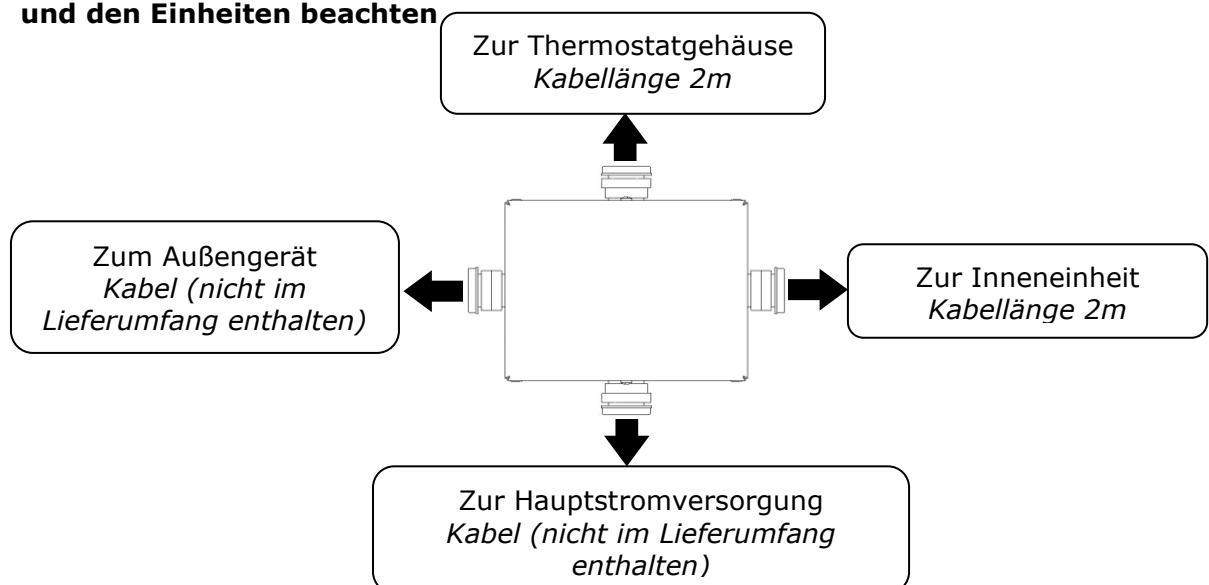 und den Einheiten beachten
Zur Thermostatgehäuse
Kabellänge 2m
Zum Außengerät
Kabel (nicht im
Lieferumfang enthalten)
Zur Inneneinheit
Kabellänge 2m
Zur Hauptstromversorgung
Kabel (nicht im Lieferumfang
enthalten)